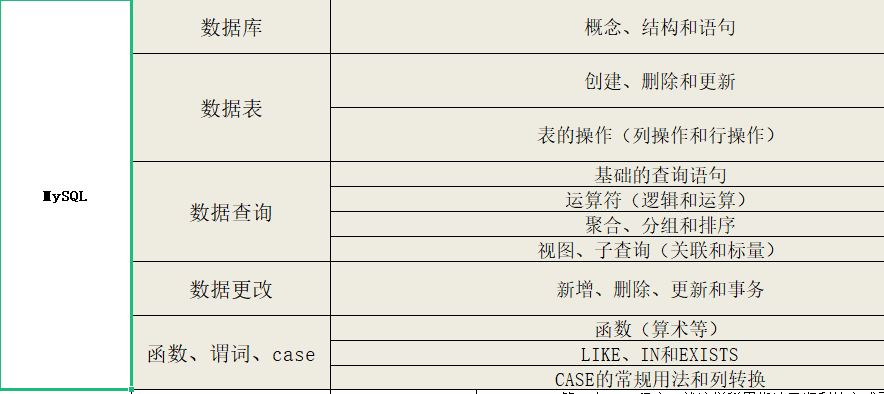 数据库
概念、结构和语句
创建、删除和更新
数据表
表的操作（列操作和行操作）
基础的查询语句
MySQL
运算符（逻辑和运算）
数据查询
聚合、分组和排序
视图、子查询（关联和标量）
数据更改
新增、删除、更新和事务
函数（算术等）
函数、谓词、case
LIKE、IN和EXISTS
CASE的常规用法和列转换